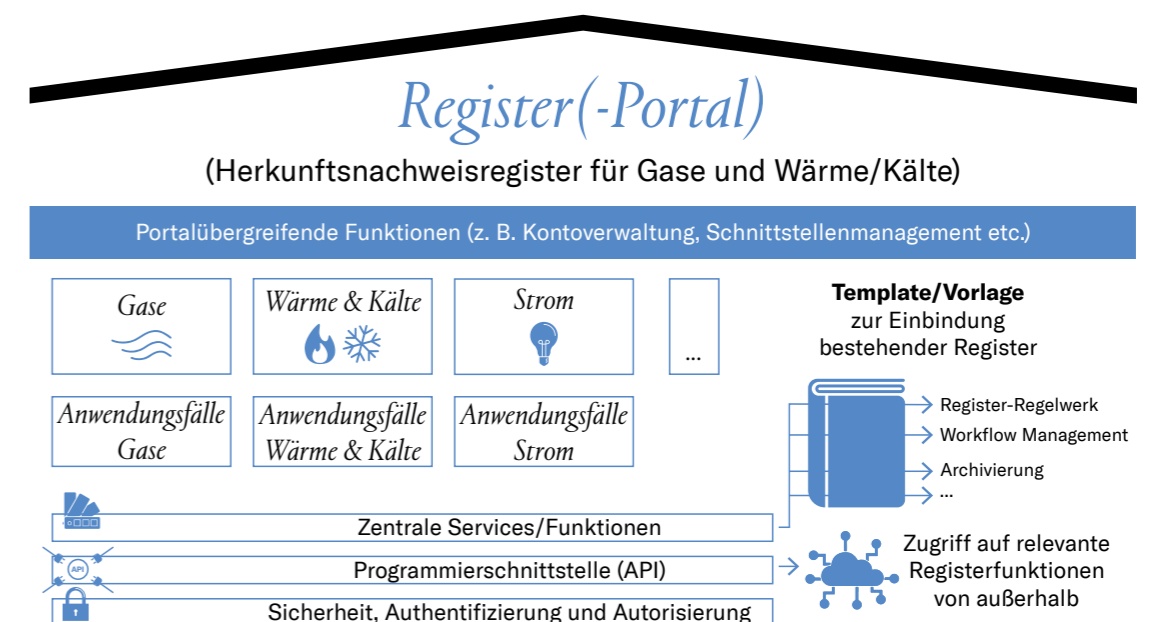 Register(-Portal)
(Herkunftsnachweisregister für Gase und Wärme/Kälte)
Portalübergreifende Funktionen (z. B. Kontoverwaltung, Schnittstellenmanagement etc.)
Gase
Wärme & Kälte
Strom
...
Anwendungsfälle
Gase
Anwendungsfälle
Wärme & Kälte
Anwendungsfälle
Strom
Template/Vorlage
zur Einbindung
bestehender Register
Register-Regelwerk
Workflow Management
Archivierung
...
Zentrale Services/Funktionen
API
Programmierschnittstelle (API)
Zugriff auf relevante
Registerfunktionen
von außerhalb
Sicherheit, Authentifizierung und Autorisierung